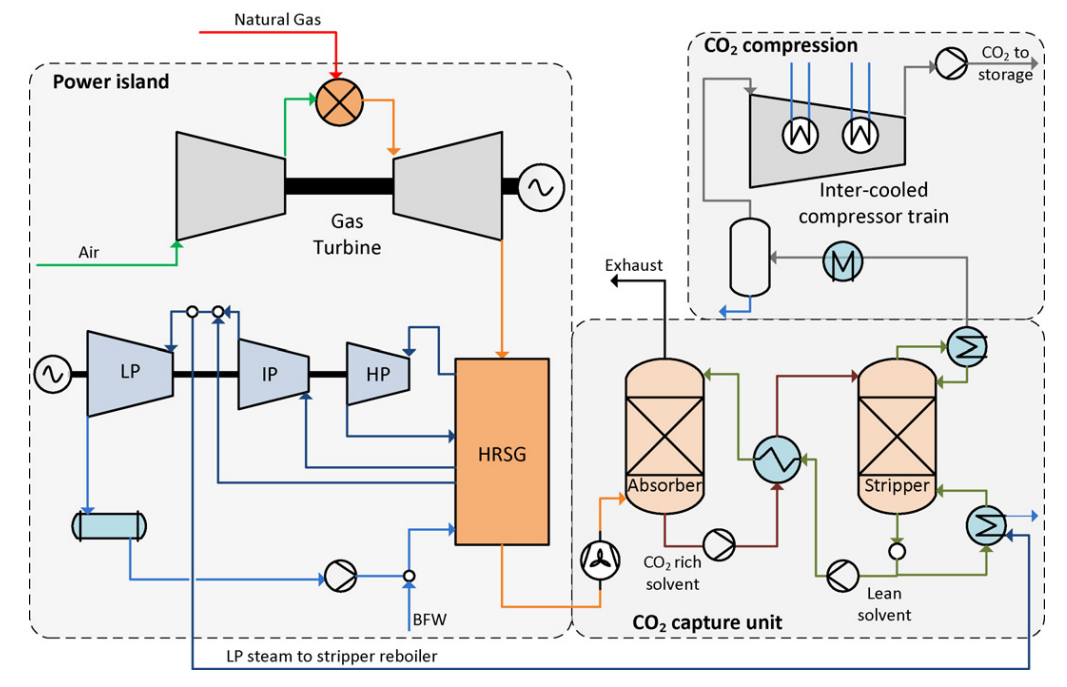 Natural Gas
Power island
CO₂ compression
CO₂ to
storage
Inter-cooled
compressor train
Gas
Turbine
Air
Exhaust
LP
IP
HP
HRSG
Absorber
Stripper
CO₂ rich
solvent
Lean
solvent
BFW
CO₂ capture unit
LP steam to stripper reboiler